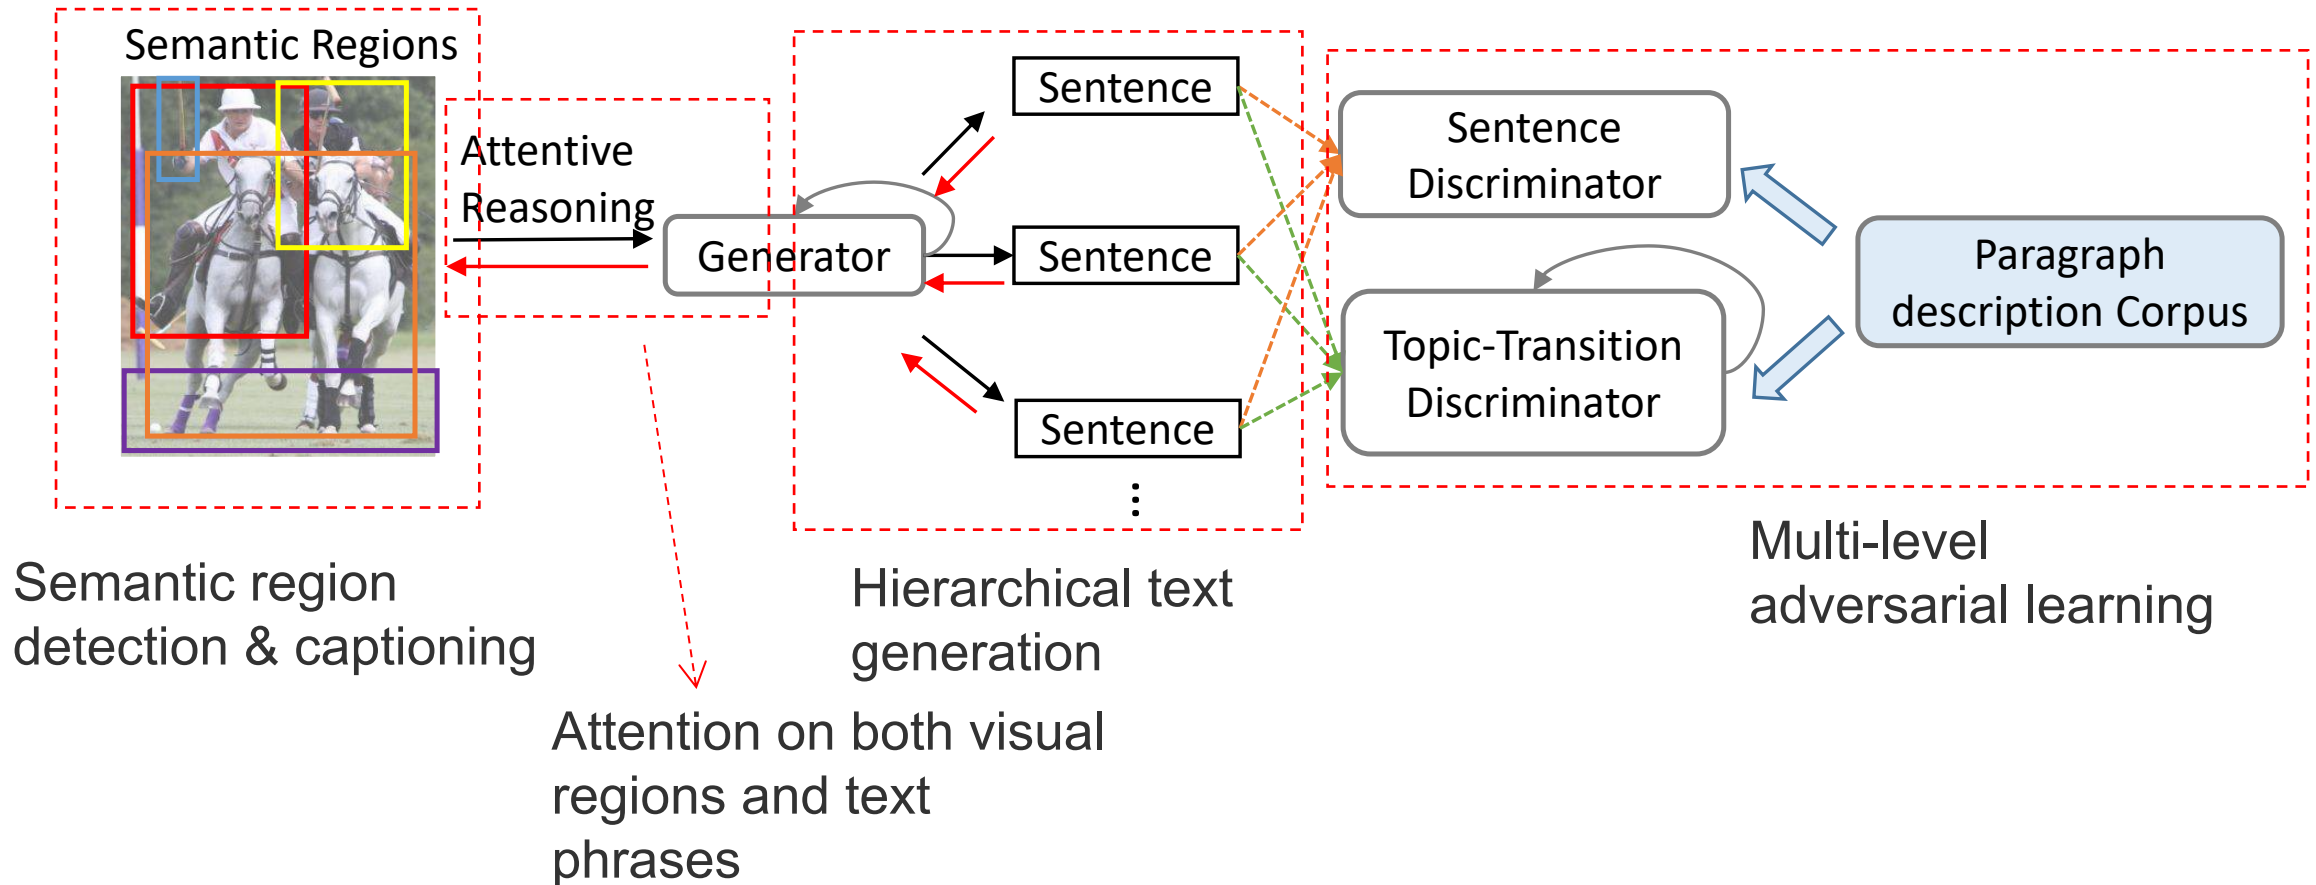 Semantic Regions
Attentive
Reasoning
Generator
Sentence
Sentence
Sentence
...
Sentence
Discriminator
Topic-Transition
Discriminator
Paragraph
description Corpus
Semantic region
detection & captioning
Attention on both visual
regions and text
phrases
Hierarchical text
generation
Multi-level
adversarial learning